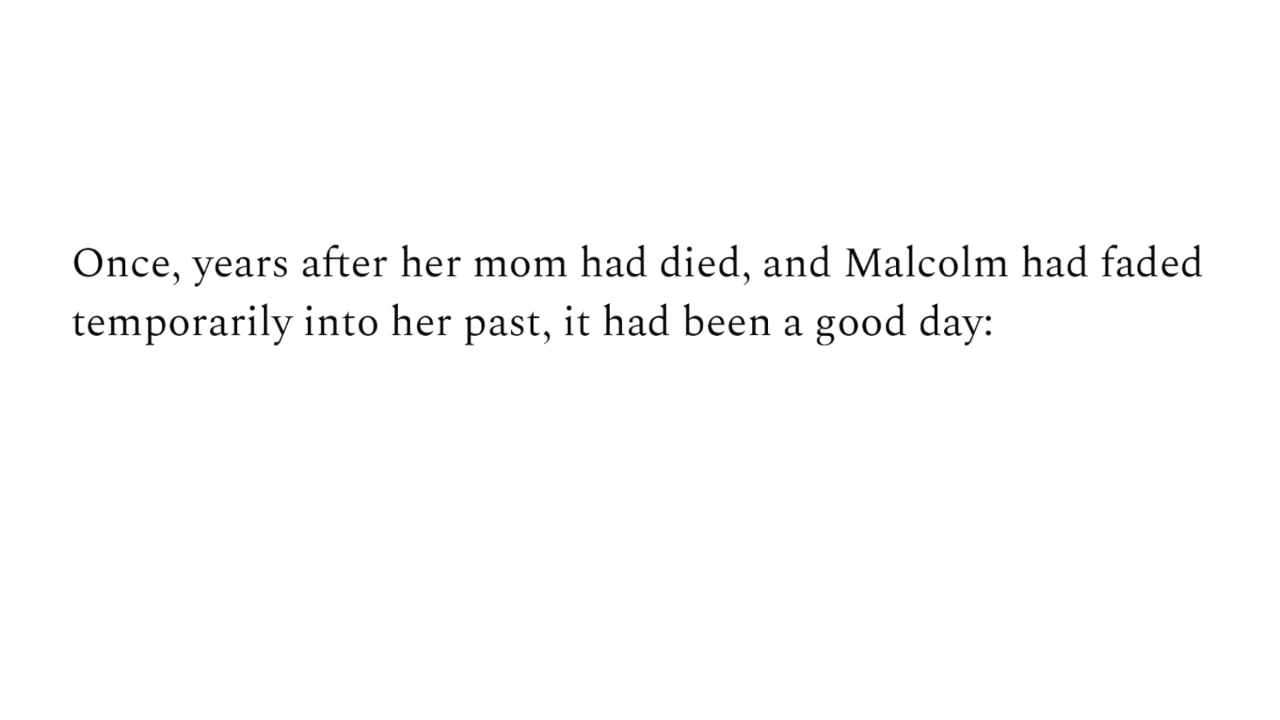 Once, years after her mom had died, and Malcolm had faded
temporarily into her past, it had been a good day: